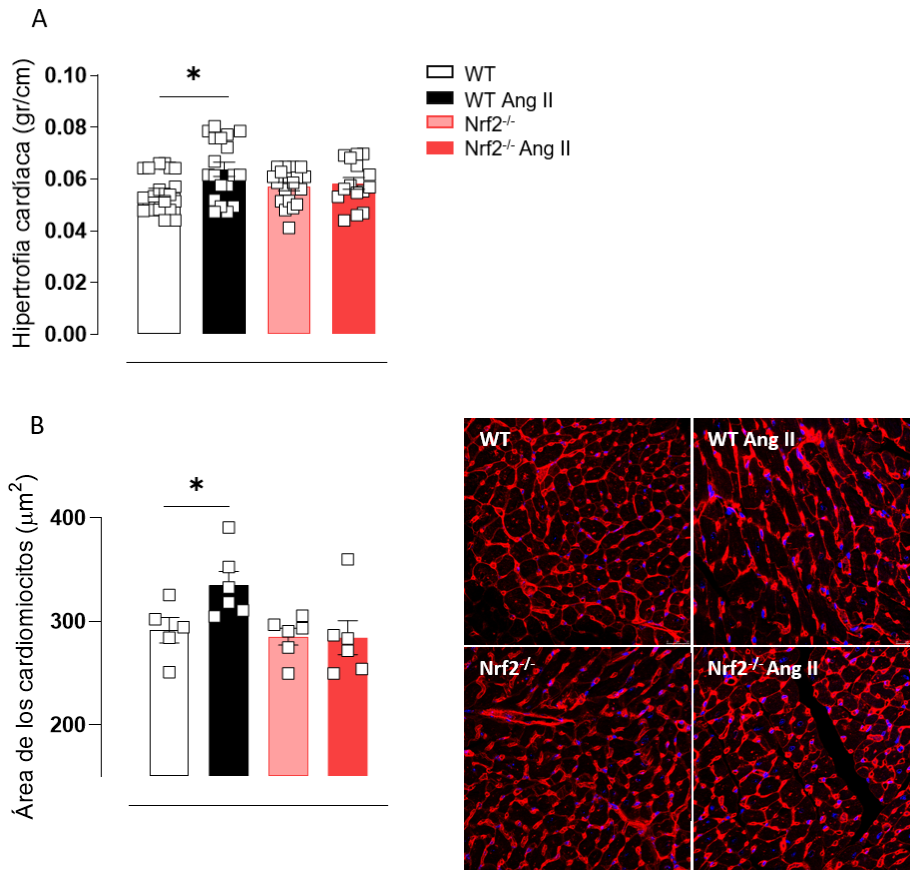 A
Hipertrofia cardíaca (gr/cm)
0.10
0.08
0.06
0.04
0.02
0.00
*
WT
WT Ang II
Nrf2-/-
Nrf2-/- Ang II
B
Área de los cardiomiocitos (μm2)
400
300
200
*
WT
WT Ang II
Nrf2-/-
Nrf2-/- Ang II